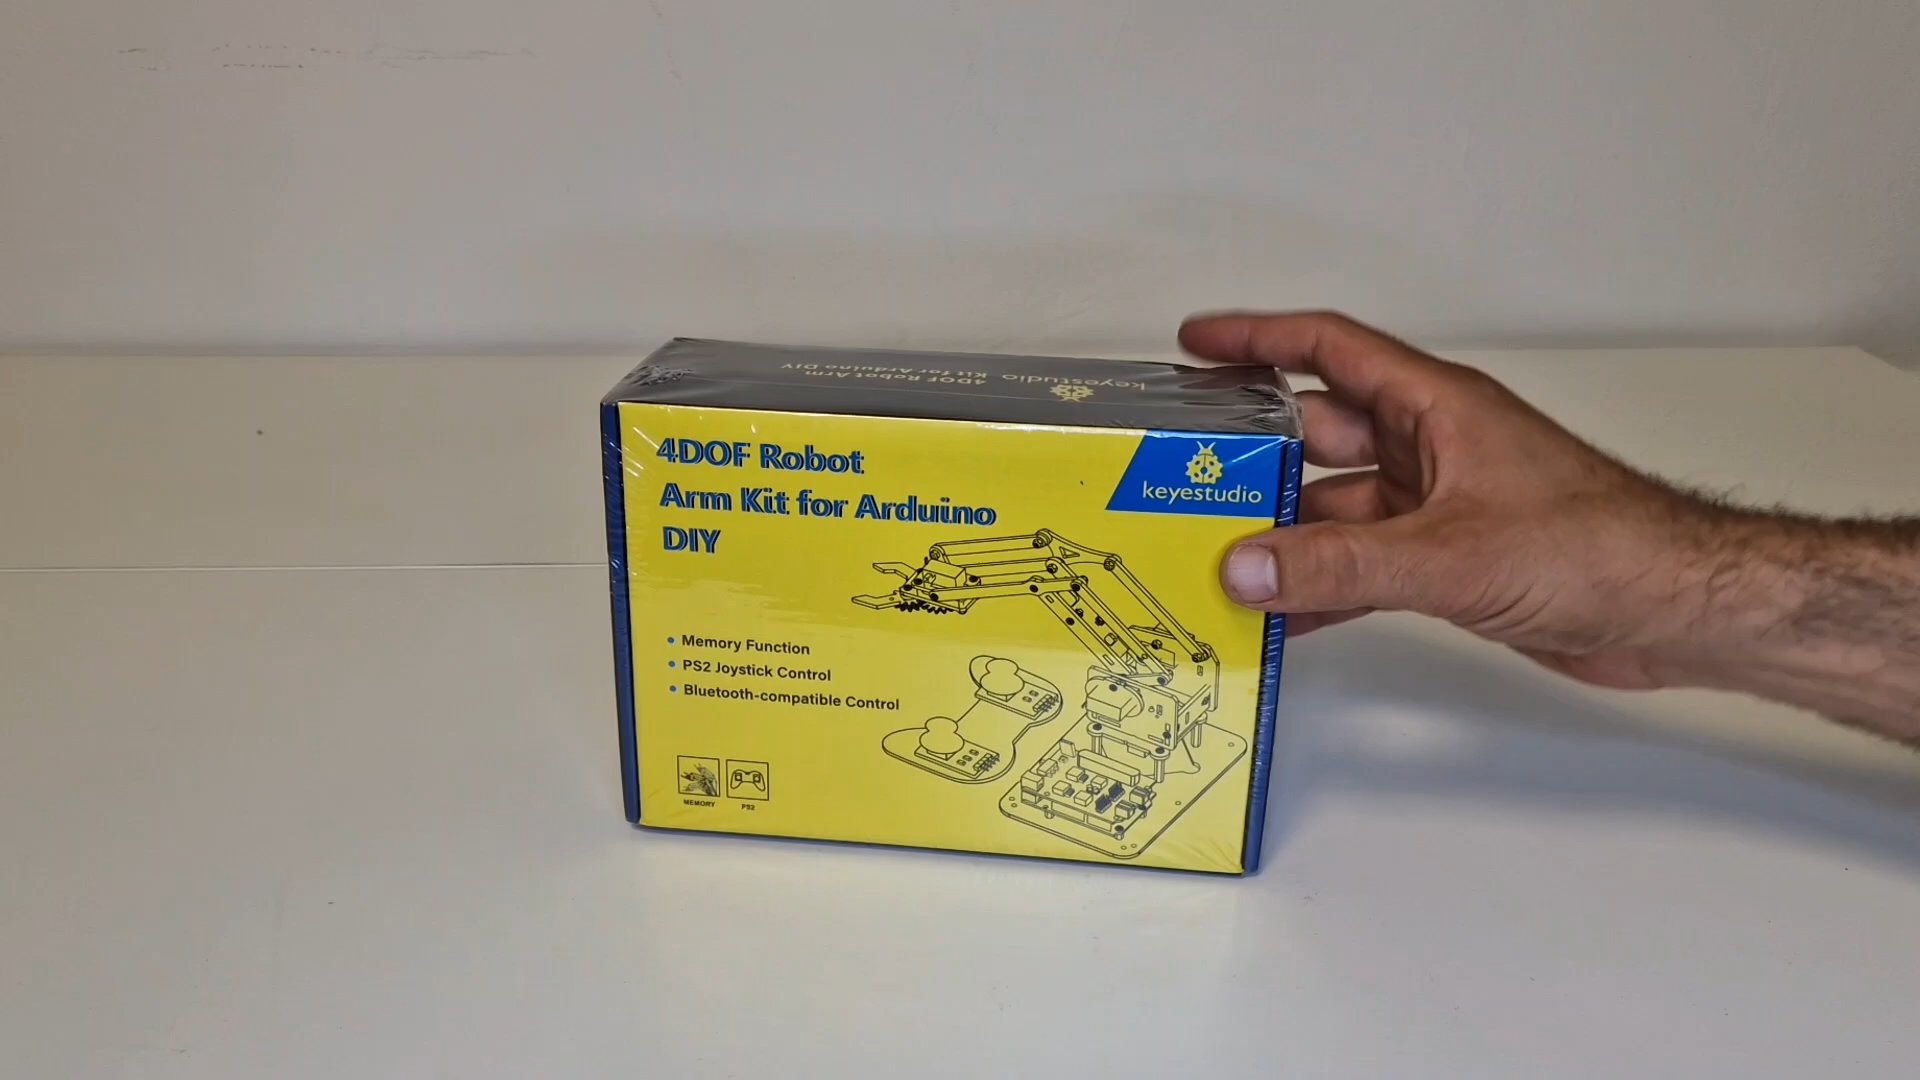 4DOF Robot Arm
keyestudio Kit for Arduino DIY
4DOF Robot
Arm Kit for Arduino
DIY
keyestudio
Memory Function
PS2 Joystick Control
Bluetooth-compatible Control
MEMORY
PS2